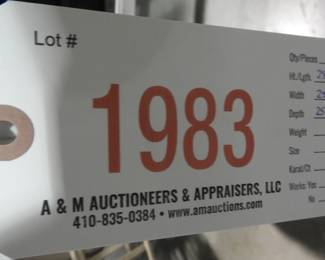 Lot #
1983
A & M AUCTIONEERS & APPRAISERS, LLC
410-835-0384 • www.amauctions.com
Qty/Pieces
Ht./Lgth.
Width
Depth
Weight
Size
Karat/Ct
Works: Yes
No